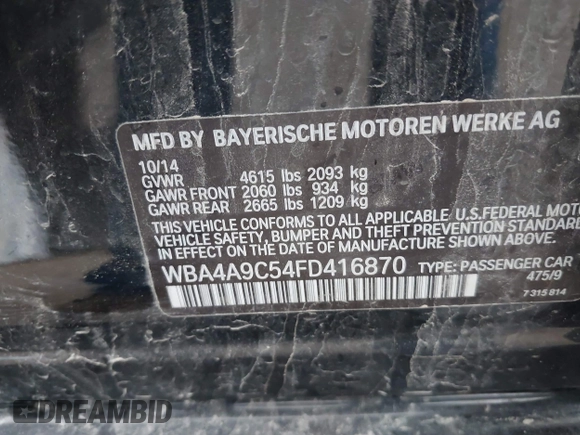 MFD BY BAYERISCHE MOTOREN WERKE AG
10/14
GVWR 4615 lbs 2093 kg
GAWR FRONT 2060 lbs 934 kg
GAWR REAR 2665 lbs 1209 kg
THIS VEHICLE CONFORMS TO ALL APPLICABLE U.S.FEDERAL MOTO
VEHICLE SAFETY, BUMPER AND THEFT PREVENTION STANDARD
IN EFFECT ON THE DATE OF MANUFACTURE SHOWN ABOVE.
WBA4A9C54FD416870 TYPE: PASSENGER CAR
475/9
7 315 814
DREAMBID